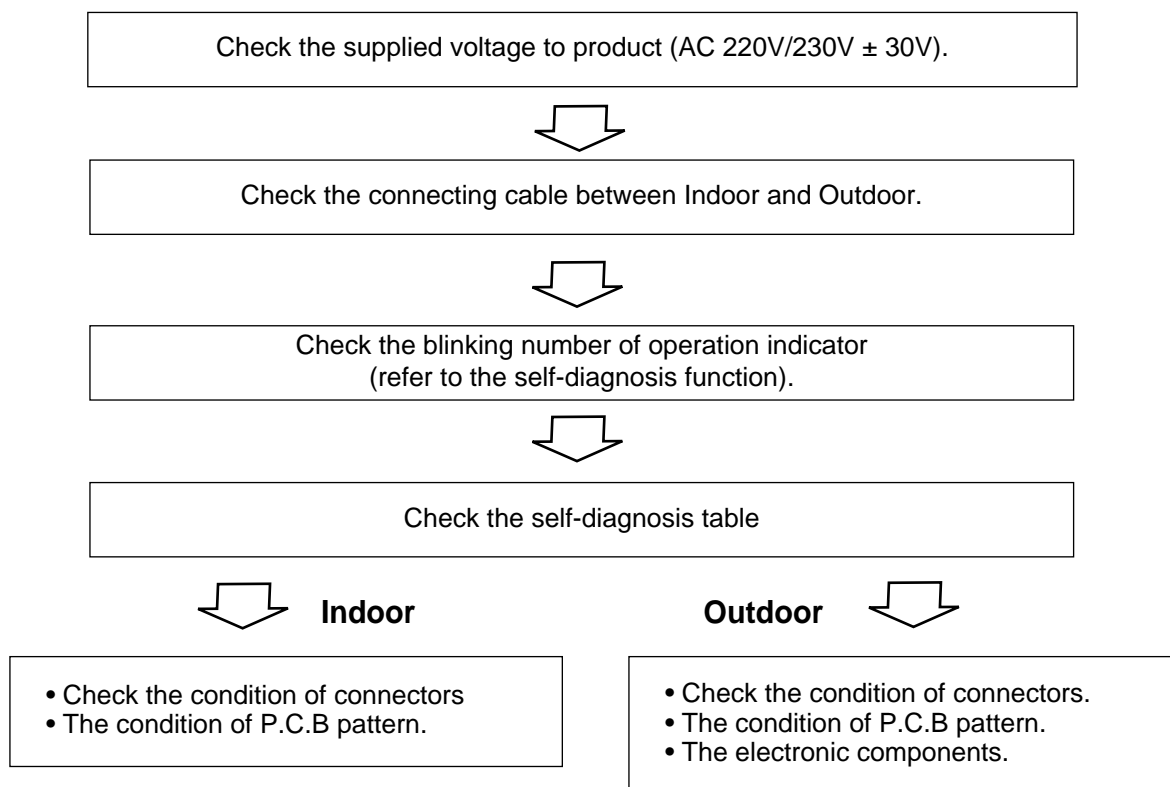 Check the supplied voltage to product (AC 220V/230V ± 30V).
Check the connecting cable between Indoor and Outdoor.
Check the blinking number of operation indicator
(refer to the self-diagnosis function).
Check the self-diagnosis table
Indoor
Outdoor
• Check the condition of connectors
• The condition of P.C.B pattern.
• Check the condition of connectors.
• The condition of P.C.B pattern.
• The electronic components.